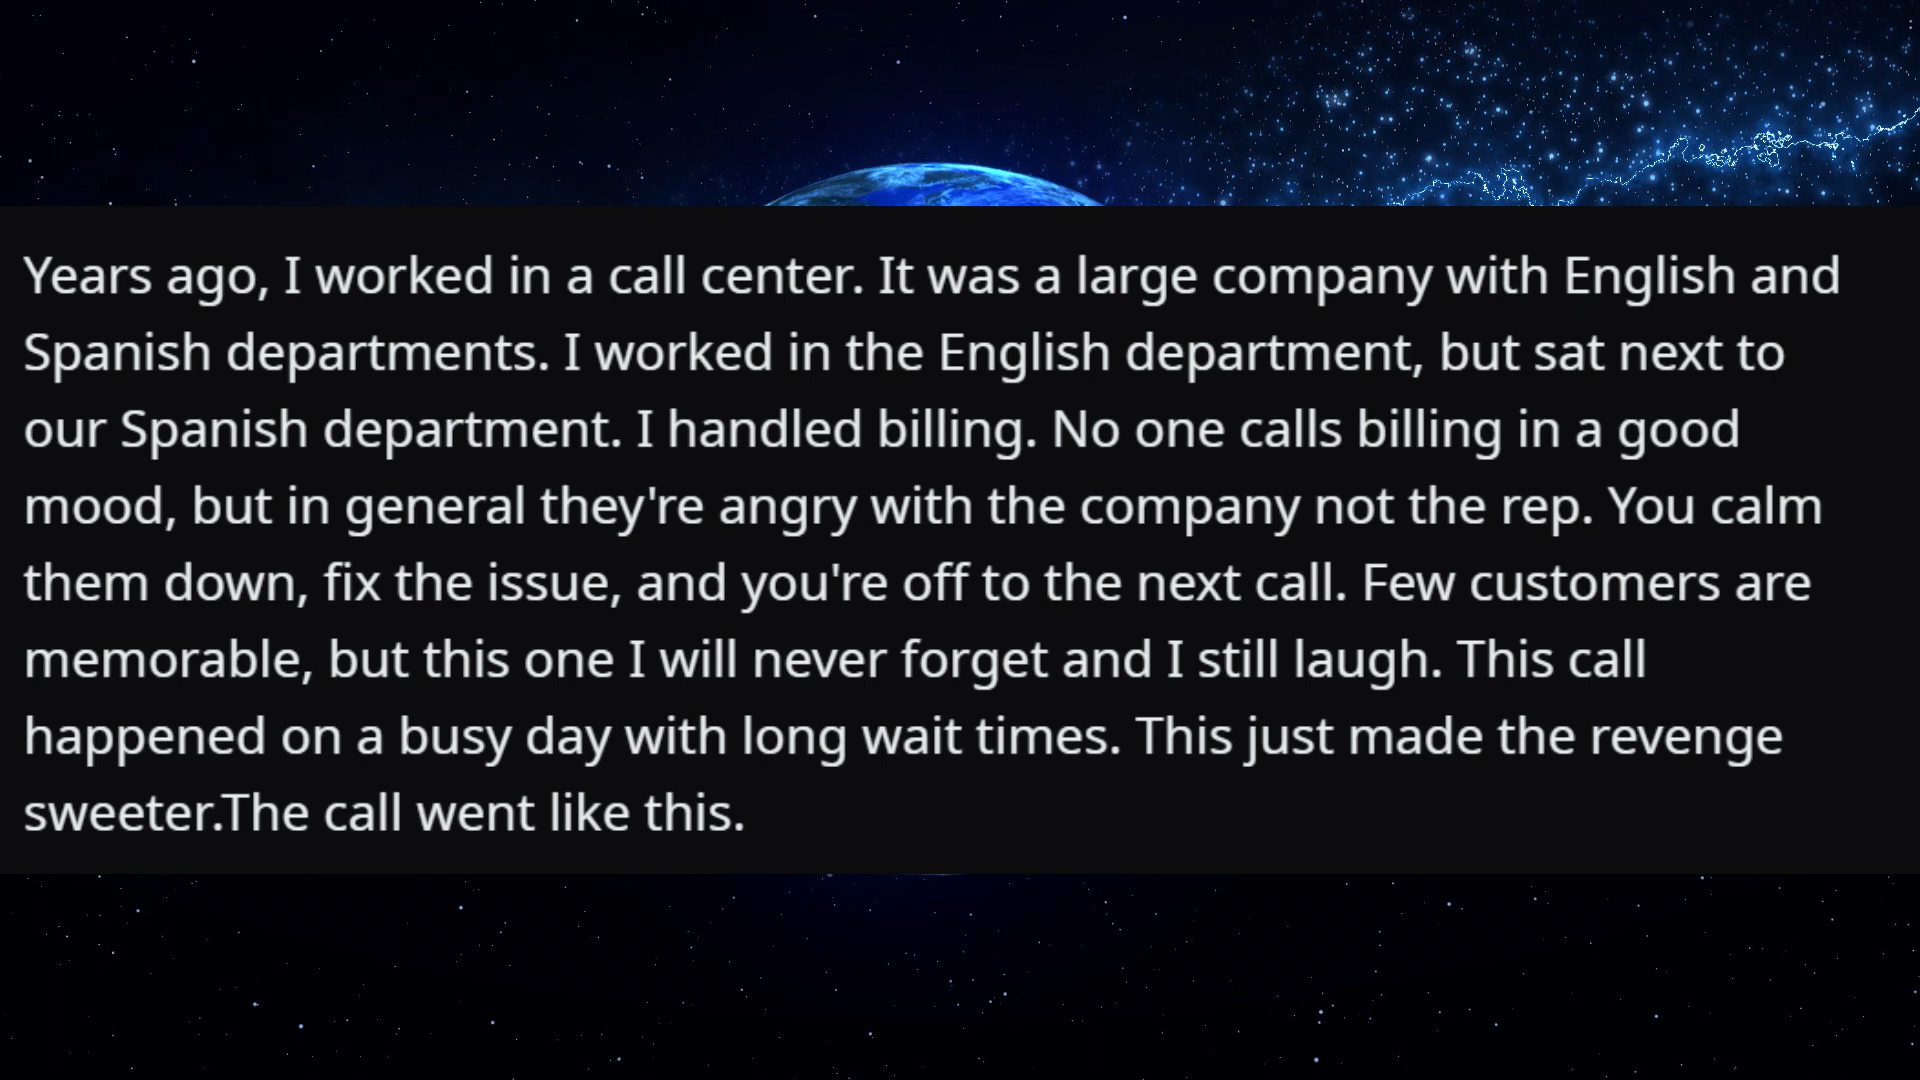 Years ago, I worked in a call center. It was a large company with English and
Spanish departments. I worked in the English department, but sat next to
our Spanish department. I handled billing. No one calls billing in a good
mood, but in general they're angry with the company not the rep. You calm
them down, fix the issue, and you're off to the next call. Few customers are
memorable, but this one I will never forget and I still laugh. This call
happened on a busy day with long wait times. This just made the revenge
sweeter.The call went like this.